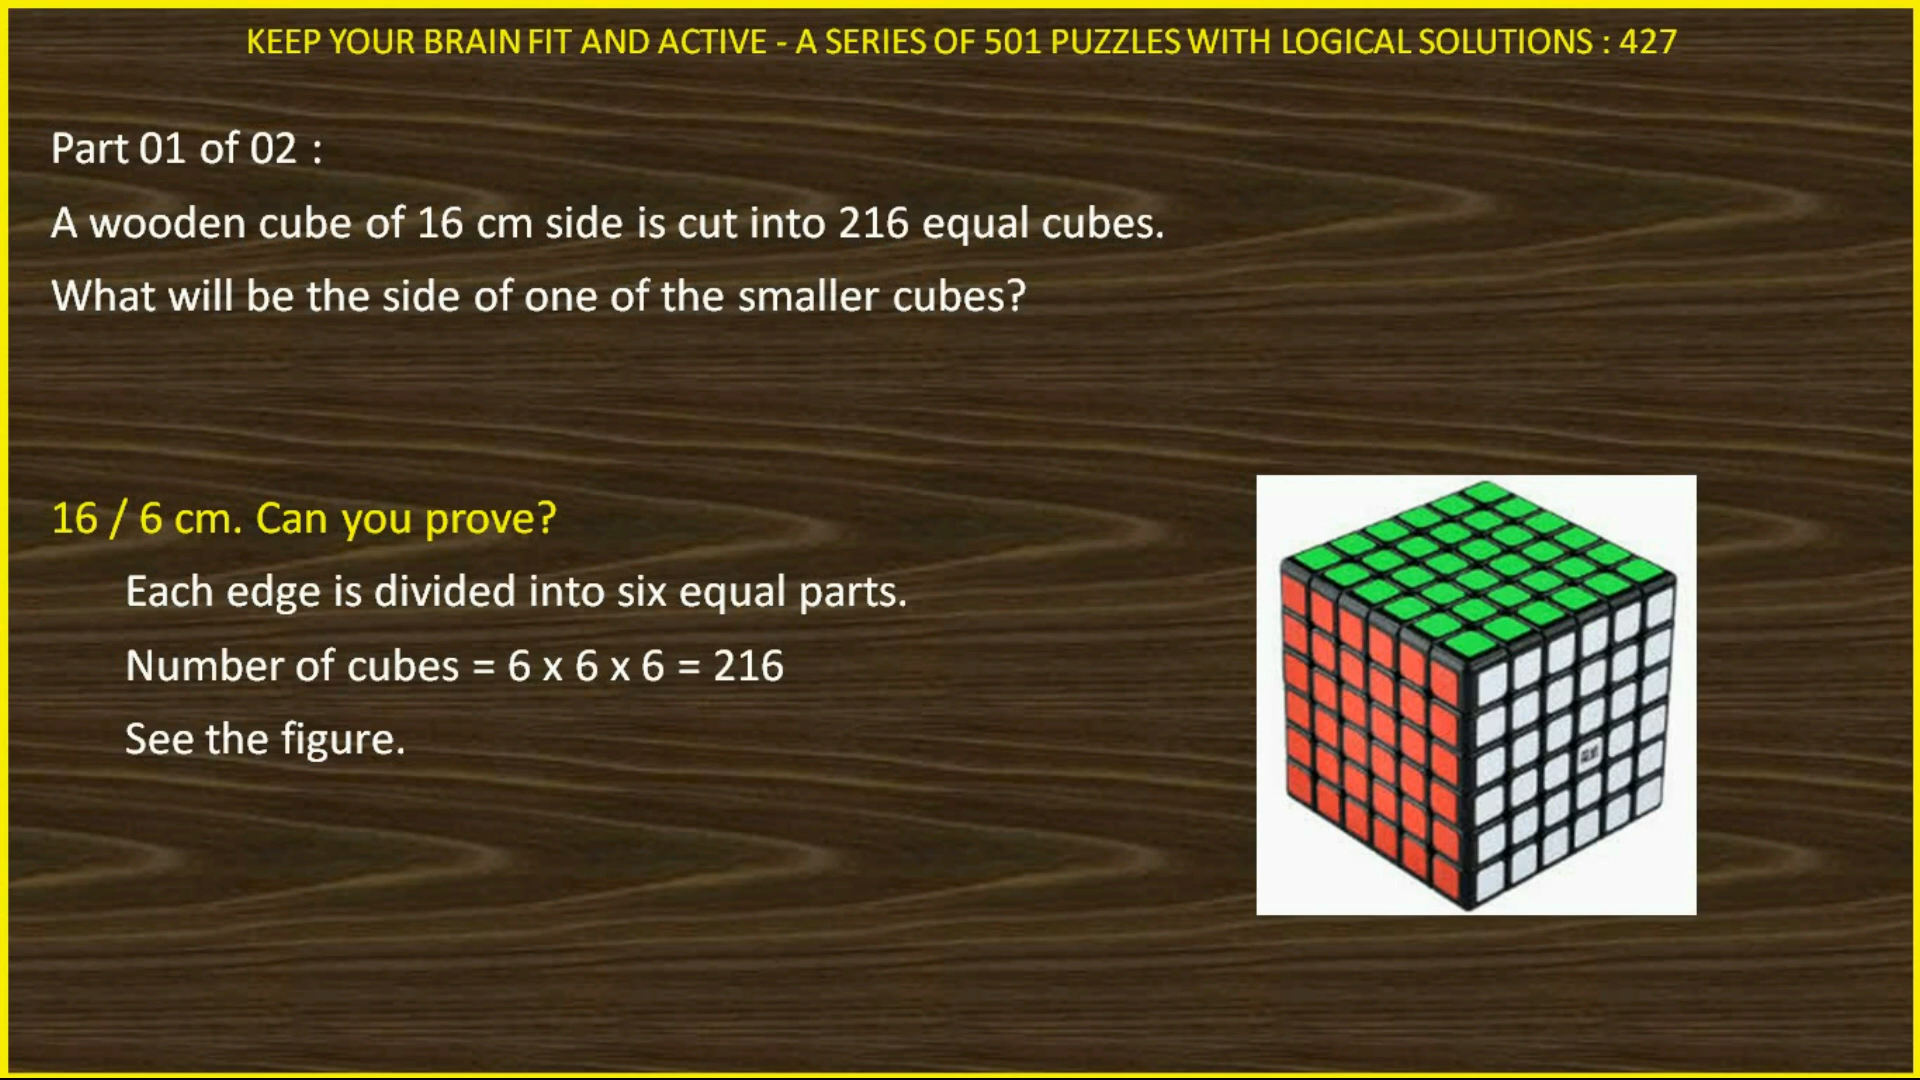 KEEP YOUR BRAIN FIT AND ACTIVE - A SERIES OF 501 PUZZLES WITH LOGICAL SOLUTIONS : 427
Part 01 of 02 :
A wooden cube of 16 cm side is cut into 216 equal cubes.
What will be the side of one of the smaller cubes?
16 / 6 cm. Can you prove?
Each edge is divided into six equal parts.
Number of cubes = 6 x 6 x 6 = 216
See the figure.